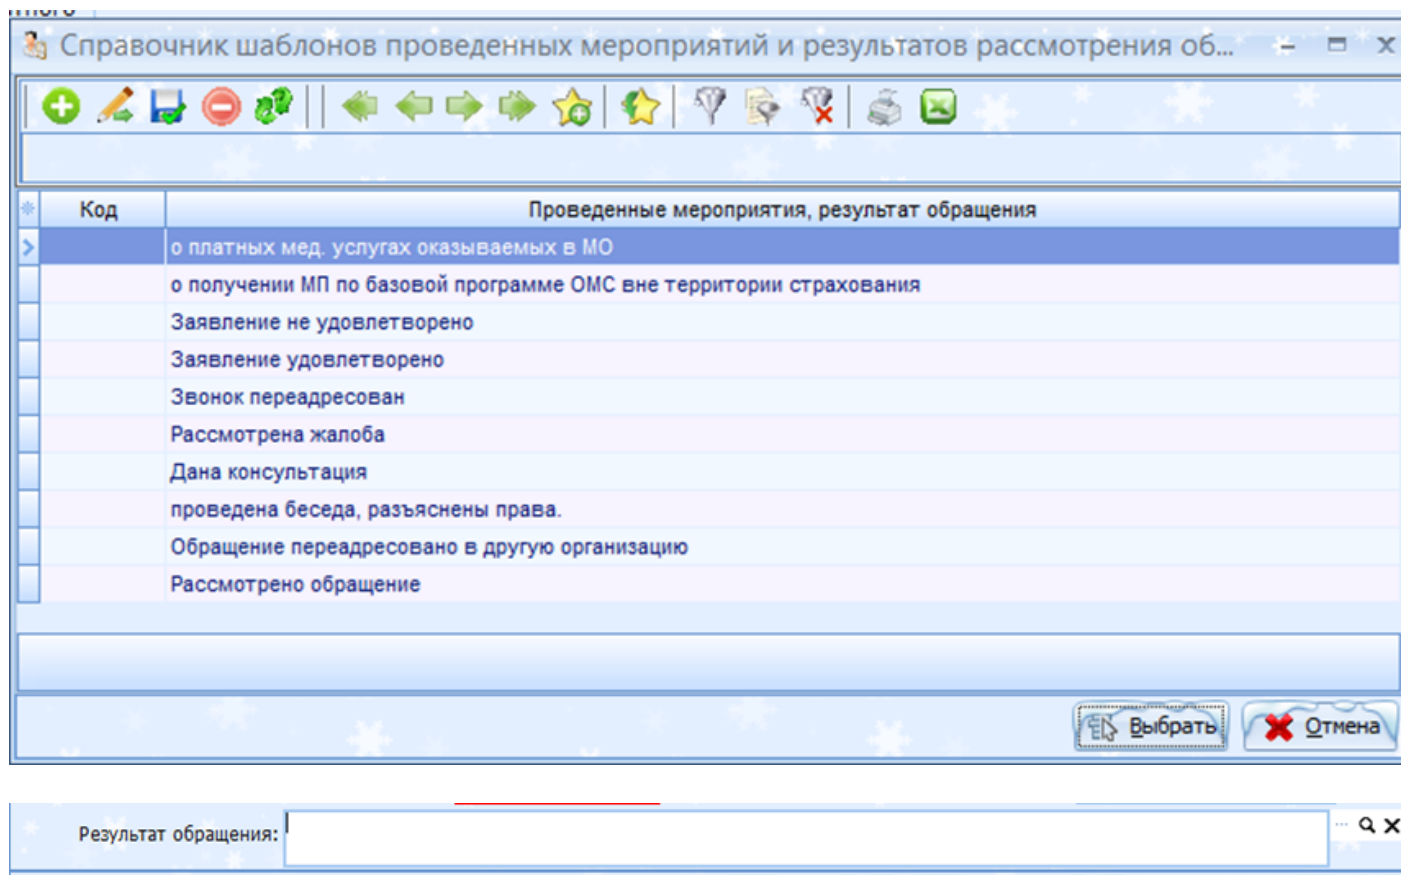 Справочник шаблонов проведенных мероприятий и результатов рассмотрения об...
Код Проведенные мероприятия, результат обращения
о платных мед. услугах оказываемых в МО
о получении МП по базовой программе ОМС вне территории страхования
Заявление не удовлетворено
Заявление удовлетворено
Звонок переадресован
Рассмотрена жалоба
Дана консультация
проведена беседа, разъяснены права.
Обращение переадресовано в другую организацию
Рассмотрено обращение
Выбрать Отмена
Результат обращения: